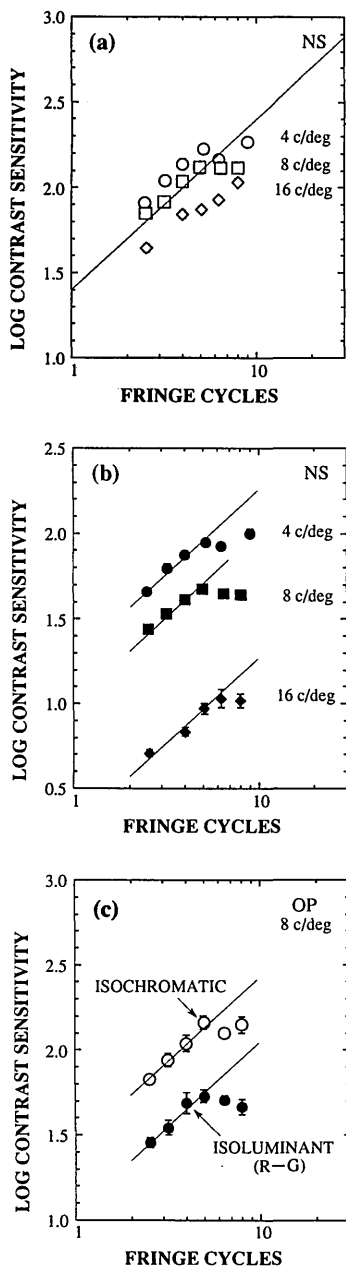 (a)
NS
3.0
2.5
2.0
1.5
1.0
4 c/deg
8 c/deg
16 c/deg
LOG CONTRAST SENSITIVITY
1
10
FRINGE CYCLES
(b)
NS
2.5
2.0
1.5
1.0
0.5
4 c/deg
8 c/deg
16 c/deg
LOG CONTRAST SENSITIVITY
1
10
FRINGE CYCLES
(c)
OP
8 c/deg
3.0
2.5
2.0
1.5
1.0
ISOCHROMATIC
ISOLUMINANT
(R–G)
LOG CONTRAST SENSITIVITY
1
10
FRINGE CYCLES